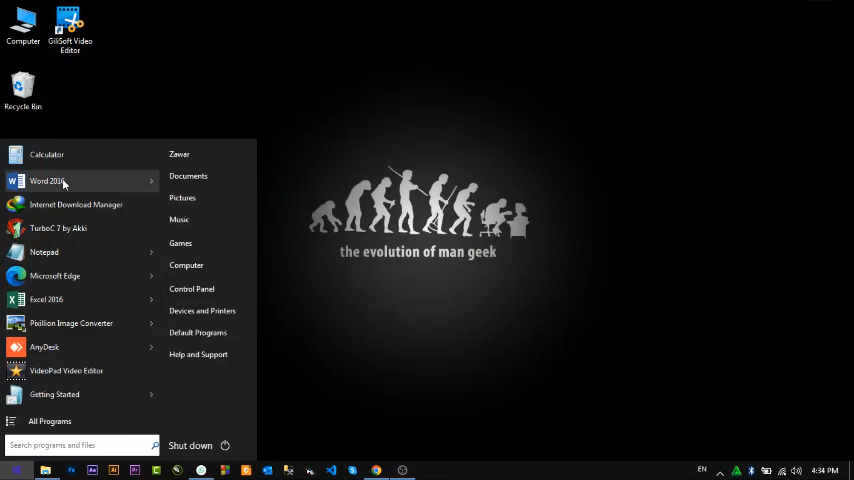 Computer
GiliSoft Video
Editor
Recycle Bin
Calculator
Word 2016
Internet Download Manager
TurboC 7 by Akki
Notepad
Microsoft Edge
Excel 2016
Pixillion Image Converter
AnyDesk
VideoPad Video Editor
Getting Started
All Programs
Search programs and files
Zawar
Documents
Pictures
Music
Games
Computer
Control Panel
Devices and Printers
Default Programs
Help and Support
Shut down
the evolution of man geek
EN
4:34 PM